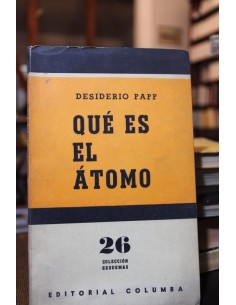 DESIDERIO PAPP
QUÉ ES
EL
ÁTOMO
26
COLECCIÓN
ESQUEMAS
EDITORIAL COLUMBA